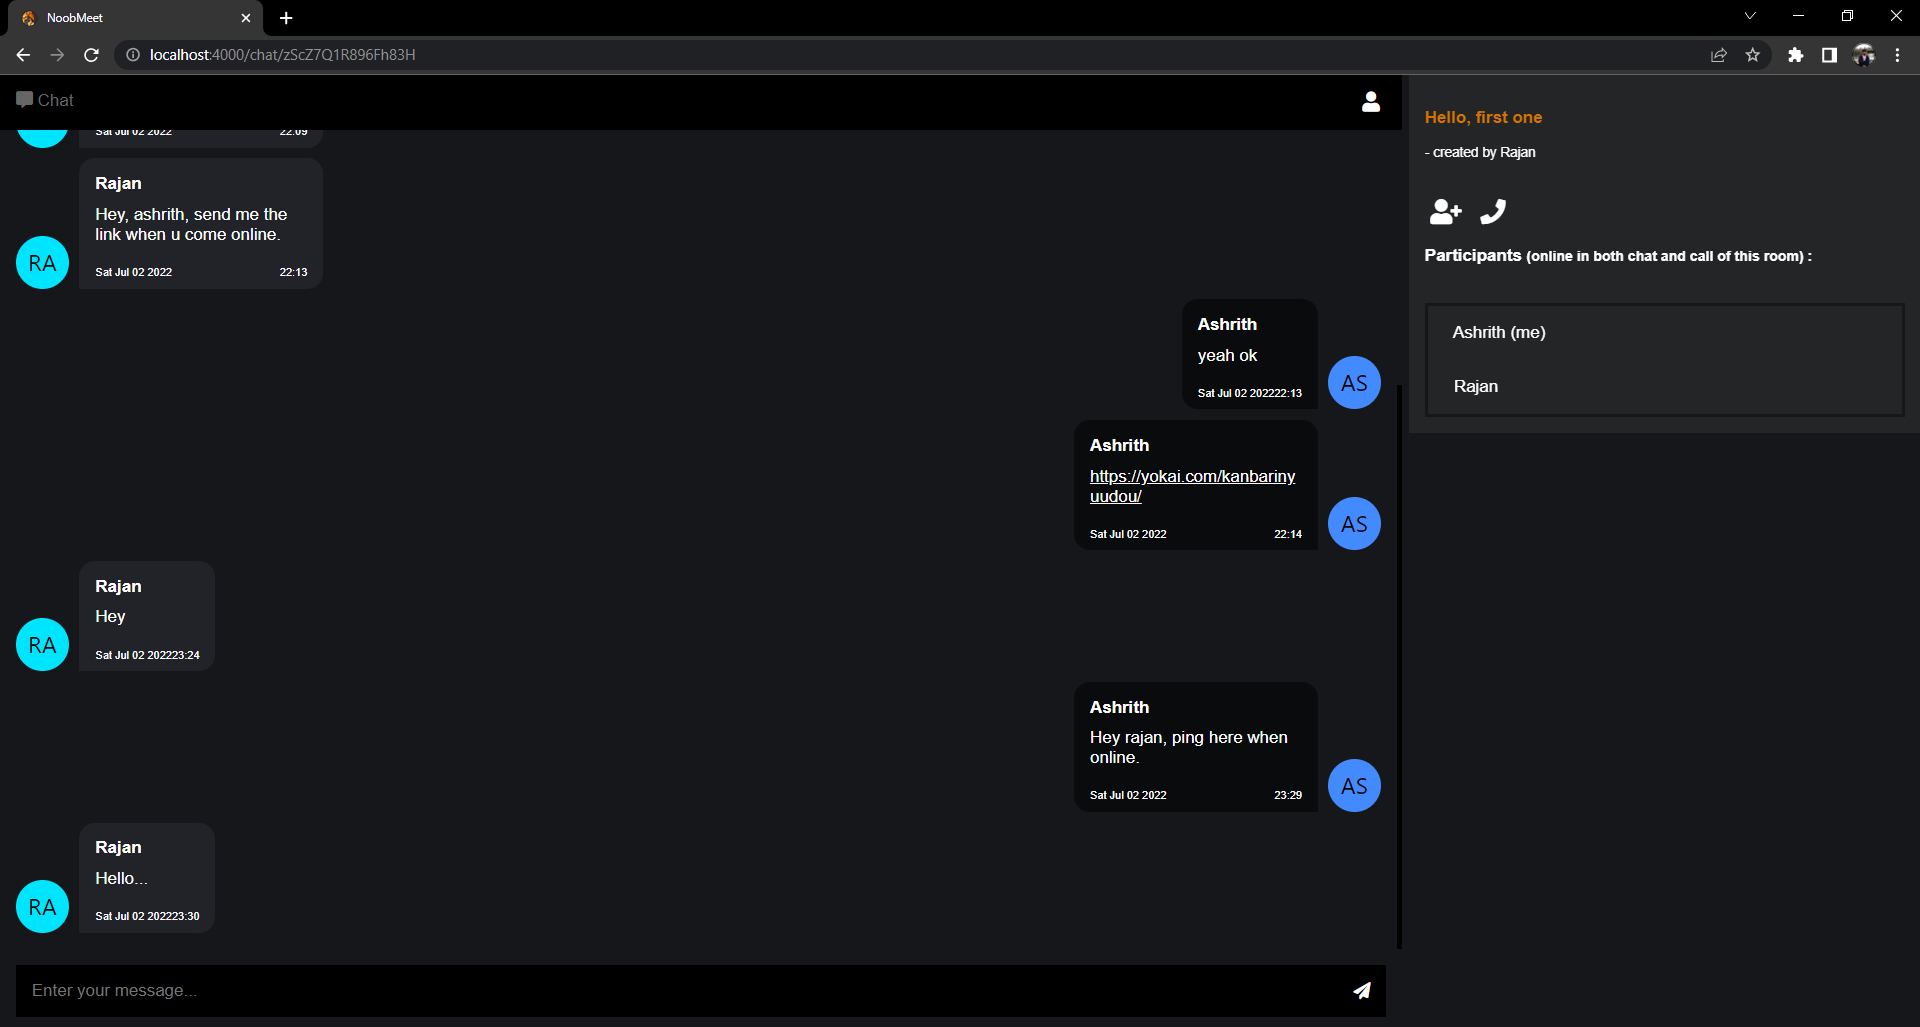 NoobMeet
localhost:4000/chat/zScZ7Q1R896Fh83H
Chat
Sat Jul 02 2022 22:09
Rajan
Hey, ashrith, send me the
link when u come online.
RA
Sat Jul 02 2022 22:13
Ashrith
yeah ok
AS
Sat Jul 02 202222:13
Ashrith
https://yokai.com/kanbariny
uudou/
AS
Sat Jul 02 2022 22:14
Rajan
Hey
RA
Sat Jul 02 202223:24
Ashrith
Hey rajan, ping here when
online.
AS
Sat Jul 02 2022 23:29
Rajan
Hello...
RA
Sat Jul 02 202223:30
Enter your message...
Hello, first one
- created by Rajan
Participants (online in both chat and call of this room) :
Ashrith (me)
Rajan